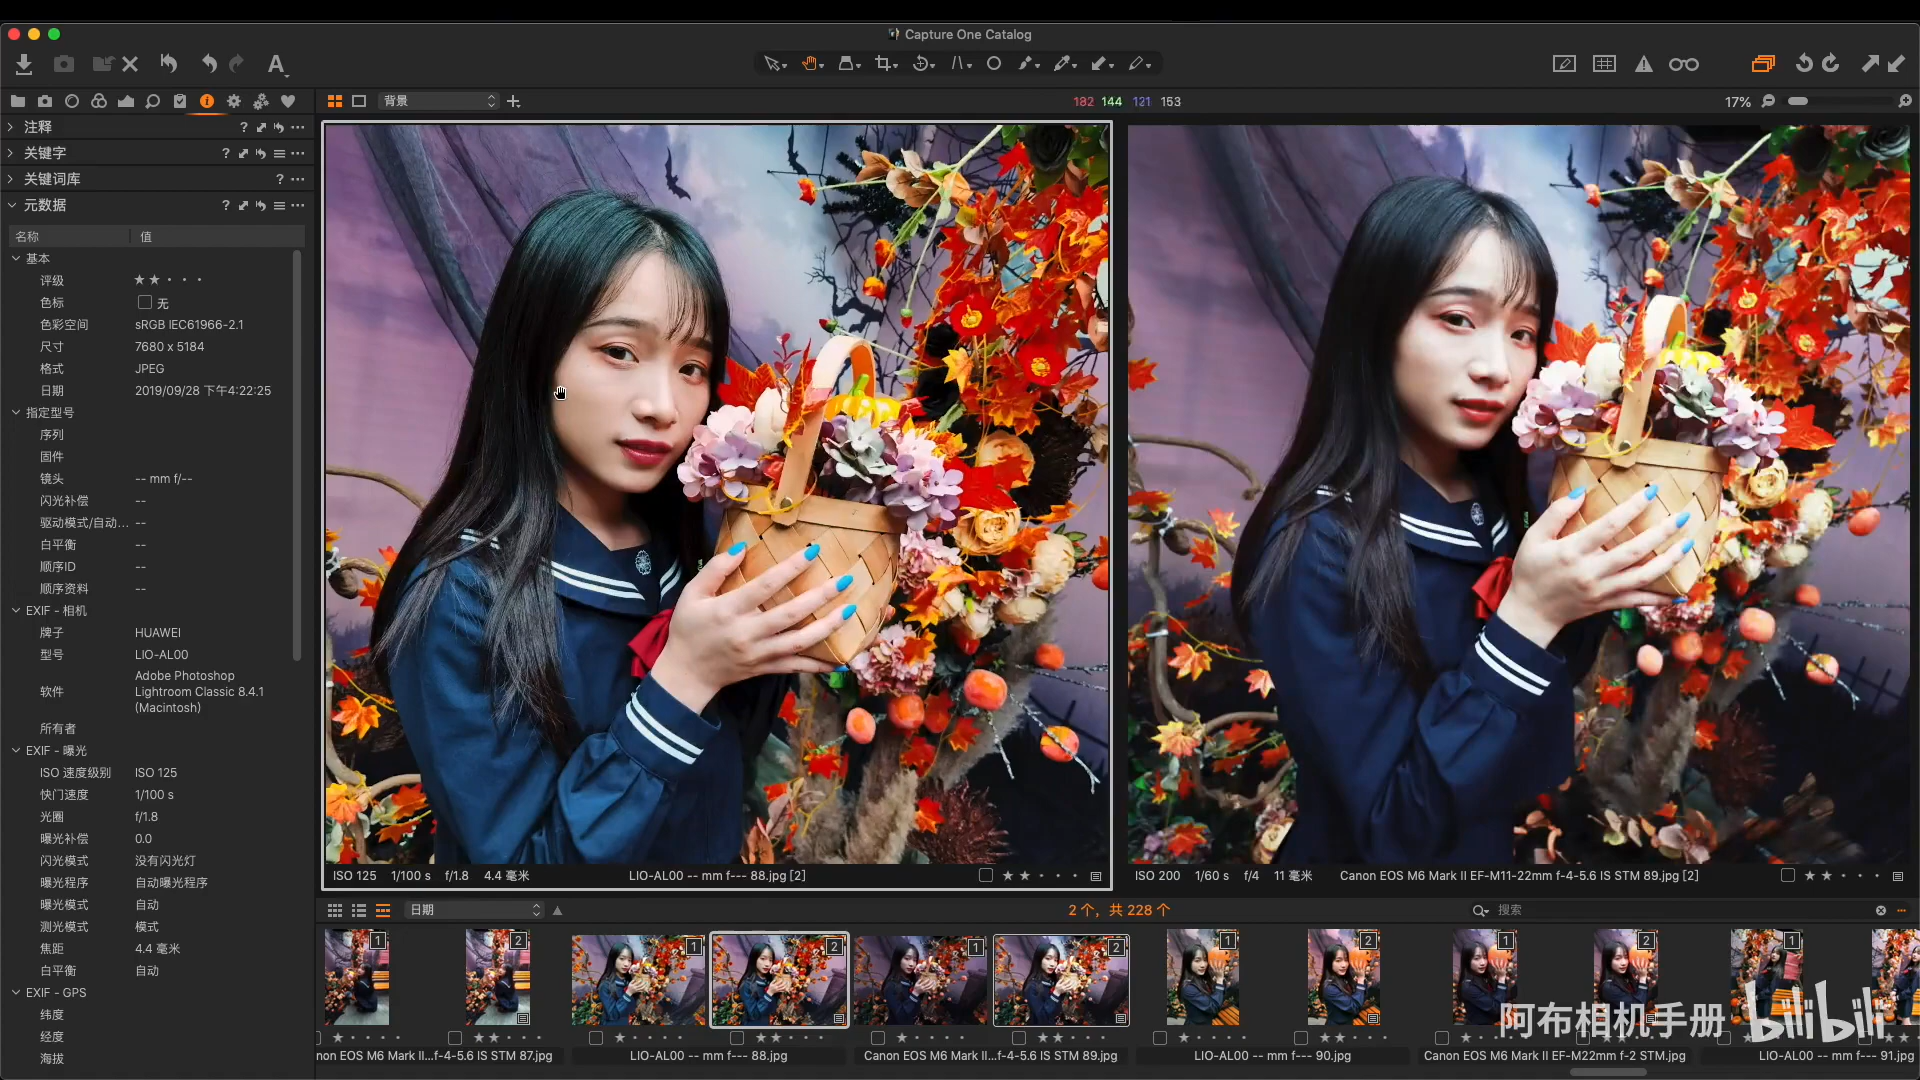 Capture One Catalog
背景
182 144 121 153
17%
注释
关键字
关键词库
元数据
名称 值
基本
评级
色标 无
色彩空间 sRGB IEC61966-2.1
尺寸 7680 x 5184
格式 JPEG
日期 2019/09/28 下午4:22:25
指定型号
序列
固件
镜头 -- mm f/--
闪光补偿 --
驱动模式/自动... --
白平衡 --
顺序ID --
顺序资料 --
EXIF - 相机
牌子 HUAWEI
型号 LIO-AL00
软件 Adobe Photoshop
Lightroom Classic 8.4.1
(Macintosh)
所有者
EXIF - 曝光
ISO 速度级别 ISO 125
快门速度 1/100 s
光圈 f/1.8
曝光补偿 0.0
闪光模式 没有闪光灯
曝光程序 自动曝光程序
曝光模式 自动
测光模式 模式
焦距 4.4 毫米
白平衡 自动
EXIF - GPS
纬度
经度
海拔
ISO 125 1/100 s f/1.8 4.4 毫米 LIO-AL00 -- mm f--- 88.jpg [2]
ISO 200 1/60 s f/4 11 毫米 Canon EOS M6 Mark II EF-M11-22mm f-4-5.6 IS STM 89.jpg [2]
日期
2 个，共 228 个
搜索
1 2 1 2 1 2 1 2 1 2 1
non EOS M6 Mark II...f-4-5.6 IS STM 87.jpg
LIO-AL00 -- mm f--- 88.jpg
Canon EOS M6 Mark II...f-4-5.6 IS STM 89.jpg
LIO-AL00 -- mm f--- 90.jpg
Canon EOS M6 Mark II EF-M22mm f-2 STM.jpg
LIO-AL00 -- mm f--- 91.jpg
阿布相机手册 bilibili